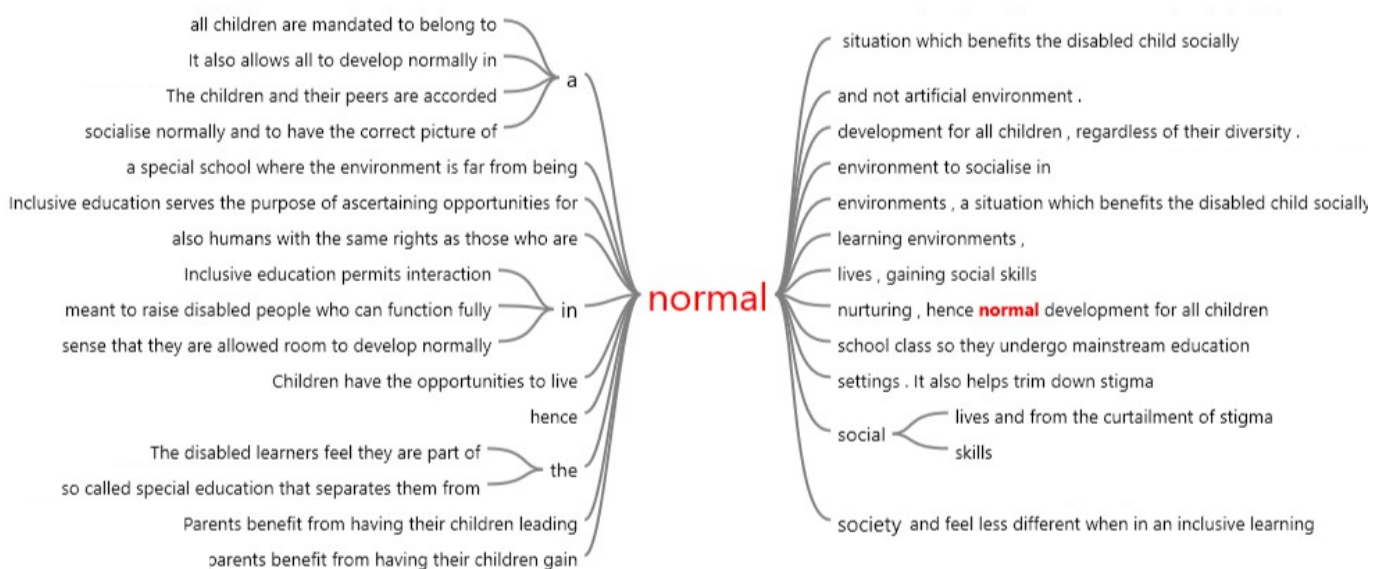 all children are mandated to belong to
It also allows all to develop normally in
The children and their peers are accorded
socialise normally and to have the correct picture of
a
a special school where the environment is far from being
Inclusive education serves the purpose of ascertaining opportunities for
also humans with the same rights as those who are
Inclusive education permits interaction
meant to raise disabled people who can function fully
sense that they are allowed room to develop normally
in
Children have the opportunities to live
hence
The disabled learners feel they are part of
so called special education that separates them from
the
Parents benefit from having their children leading
parents benefit from having their children gain
normal
situation which benefits the disabled child socially
and not artificial environment .
development for all children , regardless of their diversity .
environment to socialise in
environments , a situation which benefits the disabled child socially
learning environments ,
lives , gaining social skills
nurturing , hence normal development for all children
school class so they undergo mainstream education
settings . It also helps trim down stigma
social
lives and from the curtailment of stigma
skills
society and feel less different when in an inclusive learning